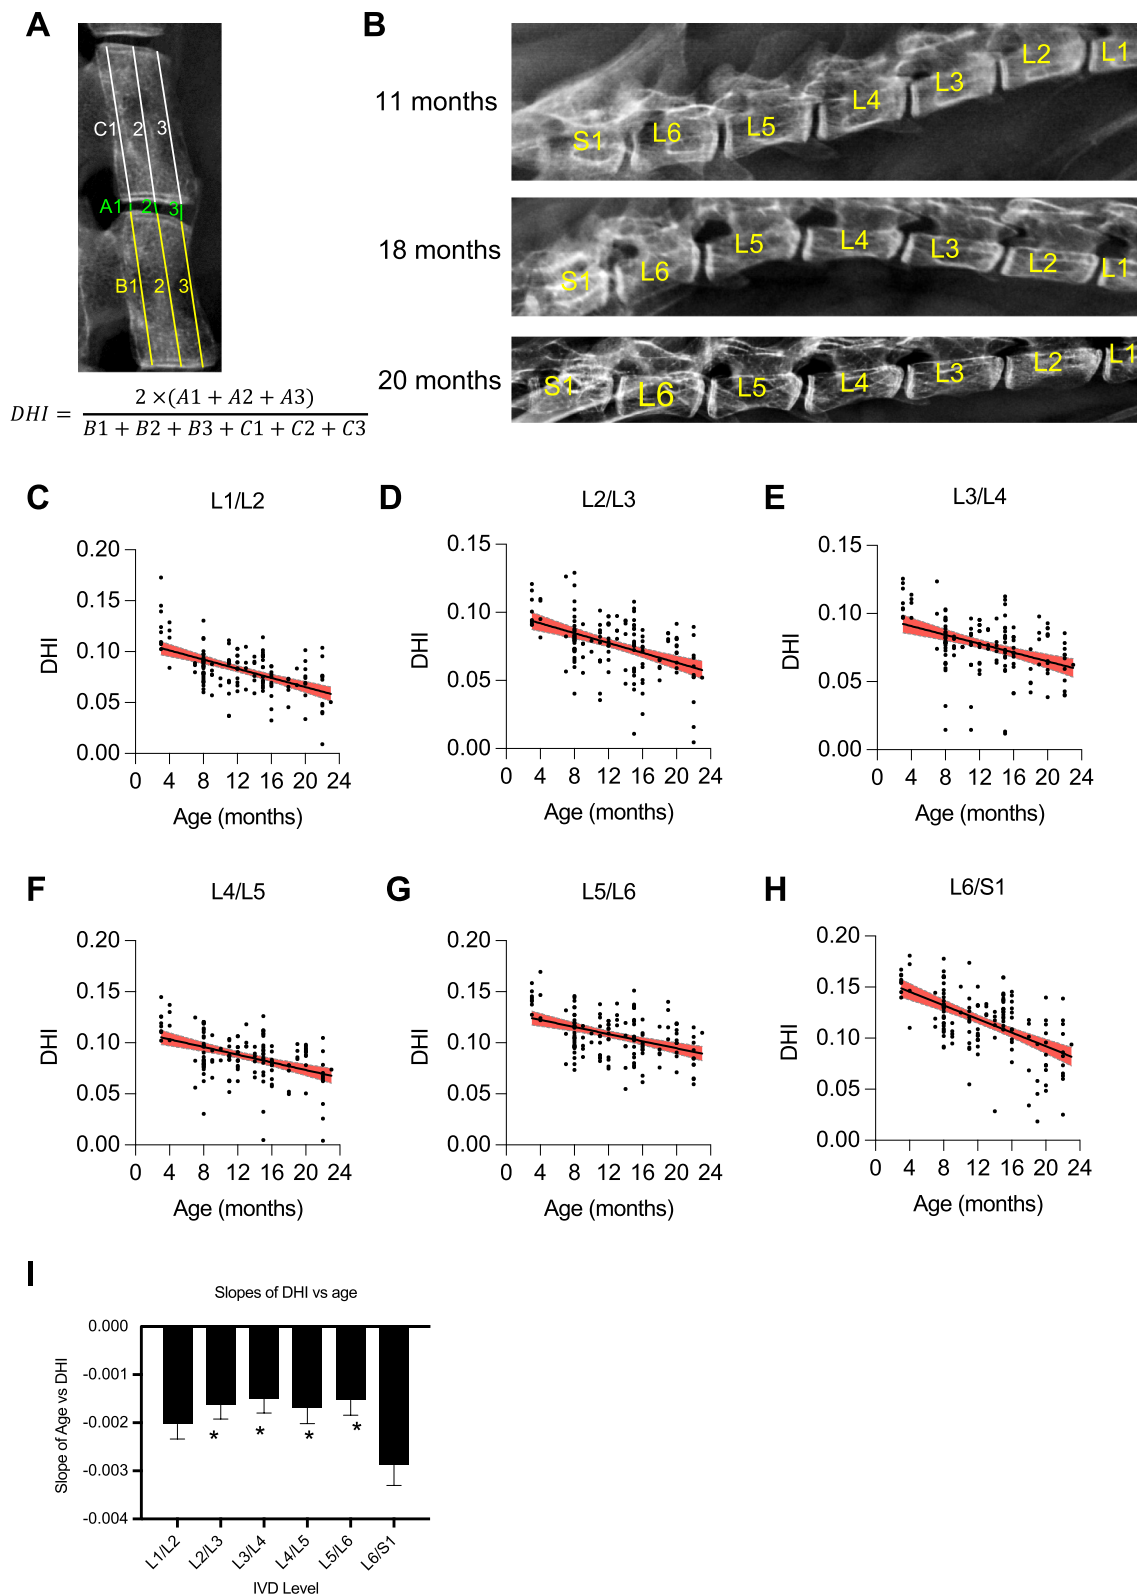 A
C1 2 3
A1 2 3
B1 2 3
DHI = 2 ×(A1 + A2 + A3)
B1 + B2 + B3 + C1 + C2 + C3
B
11 months
S1 L6 L5 L4 L3 L2 L1
18 months
S1 L6 L5 L4 L3 L2 L1
20 months
S1 L6 L5 L4 L3 L2 L1
C
L1/L2
0.20
0.15
0.10
0.05
0.00
DHI
0 4 8 12 16 20 24
Age (months)
D
L2/L3
0.15
0.10
0.05
0.00
DHI
0 4 8 12 16 20 24
Age (months)
E
L3/L4
0.15
0.10
0.05
0.00
DHI
0 4 8 12 16 20 24
Age (months)
F
L4/L5
0.20
0.15
0.10
0.05
0.00
DHI
0 4 8 12 16 20 24
Age (months)
G
L5/L6
0.20
0.15
0.10
0.05
0.00
DHI
0 4 8 12 16 20 24
Age (months)
H
L6/S1
0.20
0.15
0.10
0.05
0.00
DHI
0 4 8 12 16 20 24
Age (months)
I
Slopes of DHI vs age
0.000
-0.001
-0.002
-0.003
-0.004
Slope of Age vs DHI
* * * *
L1/L2 L2/L3 L3/L4 L4/L5 L5/L6 L6/S1
IVD Level